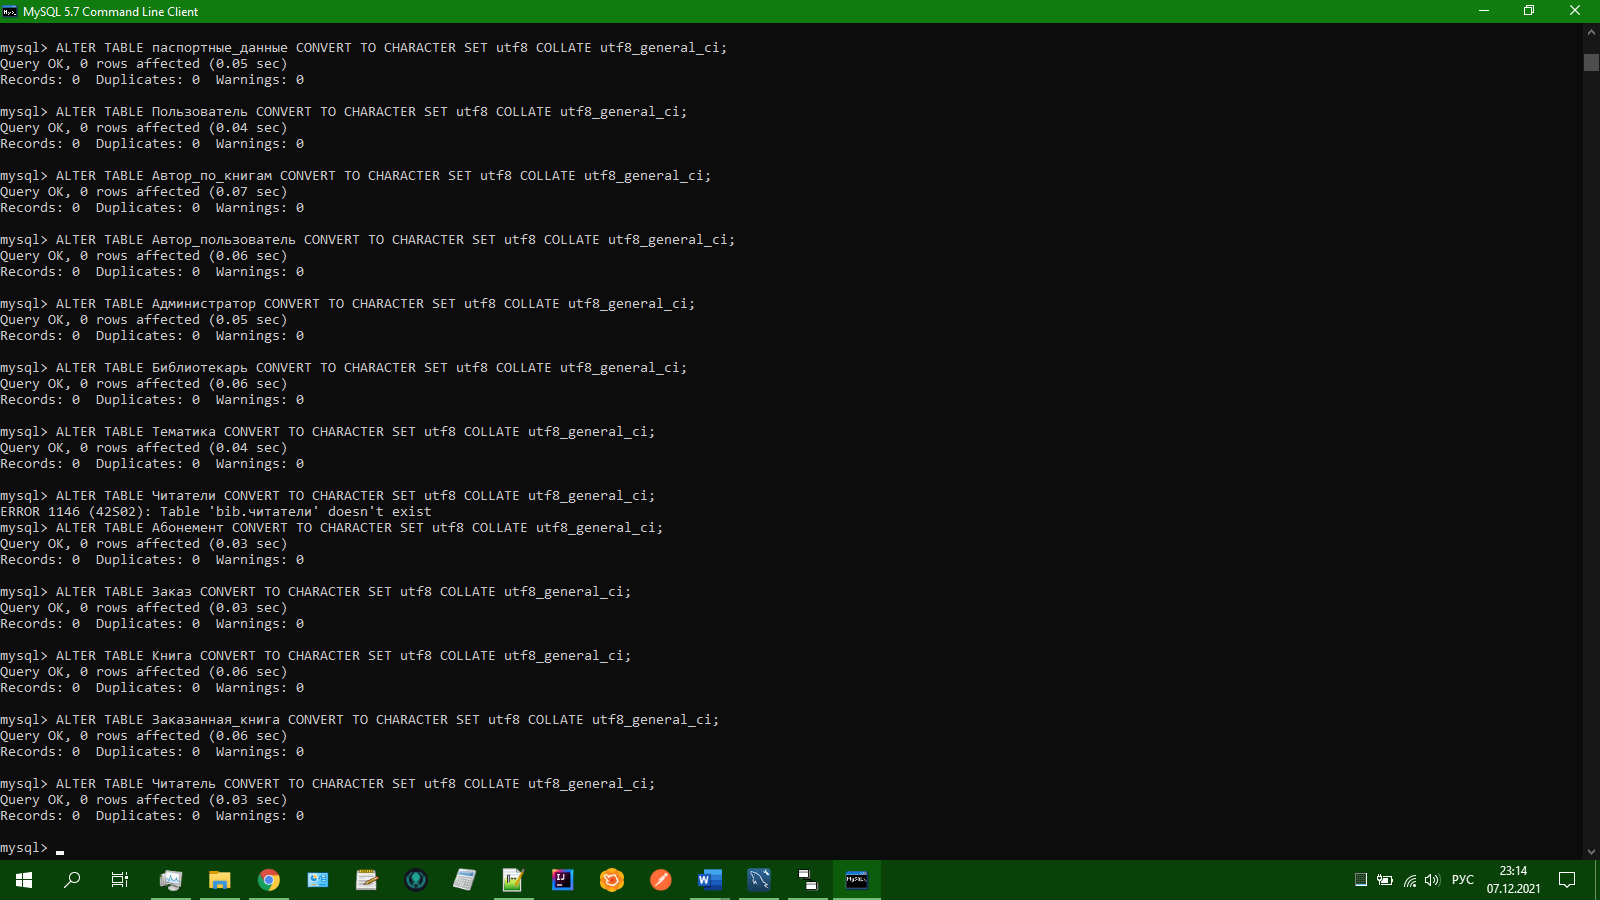 MySQL 5.7 Command Line Client
mysql> ALTER TABLE паспортные_данные CONVERT TO CHARACTER SET utf8 COLLATE utf8_general_ci;
Query OK, 0 rows affected (0.05 sec)
Records: 0  Duplicates: 0  Warnings: 0
mysql> ALTER TABLE Пользователь CONVERT TO CHARACTER SET utf8 COLLATE utf8_general_ci;
Query OK, 0 rows affected (0.04 sec)
Records: 0  Duplicates: 0  Warnings: 0
mysql> ALTER TABLE Автор_по_книгам CONVERT TO CHARACTER SET utf8 COLLATE utf8_general_ci;
Query OK, 0 rows affected (0.07 sec)
Records: 0  Duplicates: 0  Warnings: 0
mysql> ALTER TABLE Автор_пользователь CONVERT TO CHARACTER SET utf8 COLLATE utf8_general_ci;
Query OK, 0 rows affected (0.06 sec)
Records: 0  Duplicates: 0  Warnings: 0
mysql> ALTER TABLE Администратор CONVERT TO CHARACTER SET utf8 COLLATE utf8_general_ci;
Query OK, 0 rows affected (0.05 sec)
Records: 0  Duplicates: 0  Warnings: 0
mysql> ALTER TABLE Библиотекарь CONVERT TO CHARACTER SET utf8 COLLATE utf8_general_ci;
Query OK, 0 rows affected (0.06 sec)
Records: 0  Duplicates: 0  Warnings: 0
mysql> ALTER TABLE Тематика CONVERT TO CHARACTER SET utf8 COLLATE utf8_general_ci;
Query OK, 0 rows affected (0.04 sec)
Records: 0  Duplicates: 0  Warnings: 0
mysql> ALTER TABLE Читатели CONVERT TO CHARACTER SET utf8 COLLATE utf8_general_ci;
ERROR 1146 (42S02): Table 'bib.читатели' doesn't exist
mysql> ALTER TABLE Абонемент CONVERT TO CHARACTER SET utf8 COLLATE utf8_general_ci;
Query OK, 0 rows affected (0.03 sec)
Records: 0  Duplicates: 0  Warnings: 0
mysql> ALTER TABLE Заказ CONVERT TO CHARACTER SET utf8 COLLATE utf8_general_ci;
Query OK, 0 rows affected (0.03 sec)
Records: 0  Duplicates: 0  Warnings: 0
mysql> ALTER TABLE Книга CONVERT TO CHARACTER SET utf8 COLLATE utf8_general_ci;
Query OK, 0 rows affected (0.06 sec)
Records: 0  Duplicates: 0  Warnings: 0
mysql> ALTER TABLE Заказанная_книга CONVERT TO CHARACTER SET utf8 COLLATE utf8_general_ci;
Query OK, 0 rows affected (0.06 sec)
Records: 0  Duplicates: 0  Warnings: 0
mysql> ALTER TABLE Читатель CONVERT TO CHARACTER SET utf8 COLLATE utf8_general_ci;
Query OK, 0 rows affected (0.03 sec)
Records: 0  Duplicates: 0  Warnings: 0
mysql>
РУС
23:14
07.12.2021